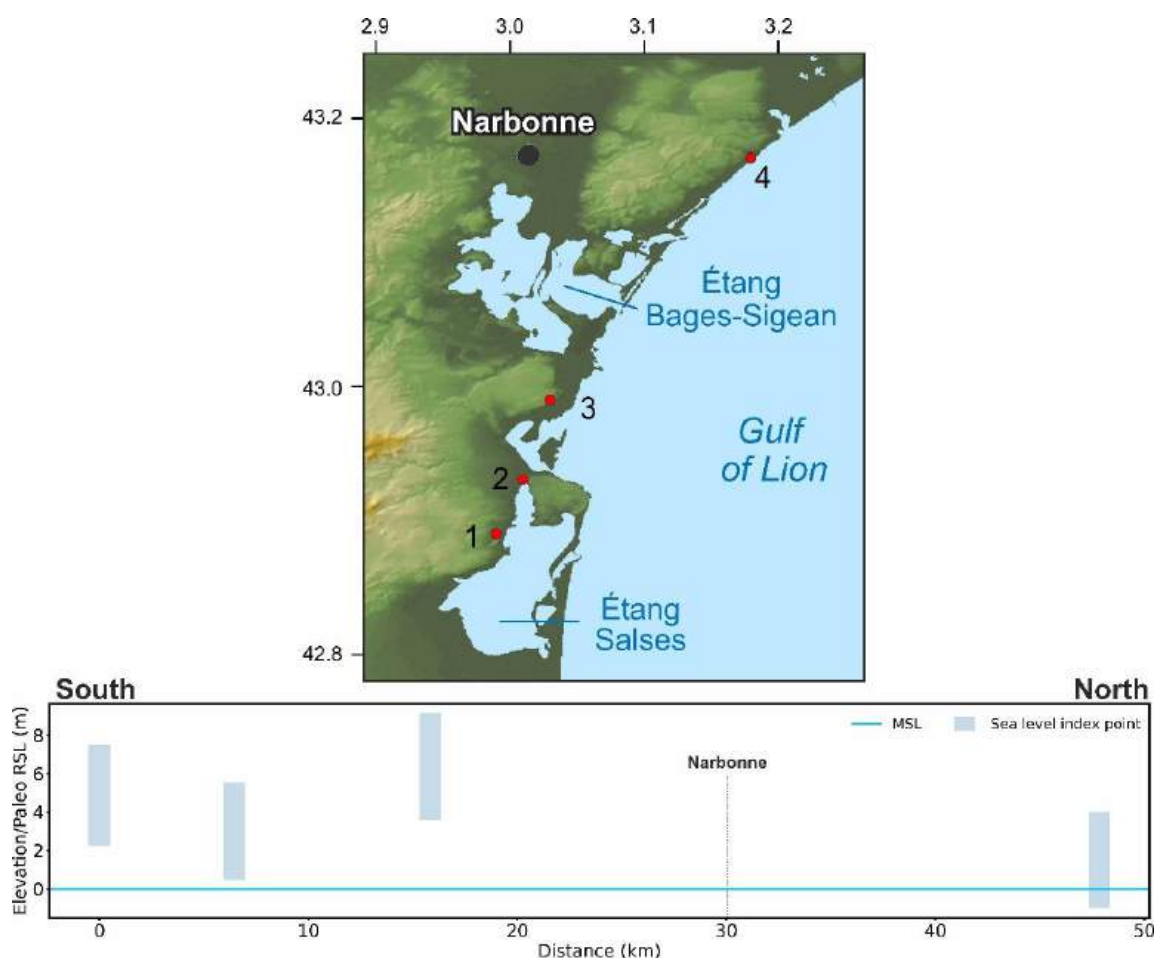 2.9 3.0 3.1 3.2
43.2
Narbonne
4
Étang
Bages-Sigean
43.0
3
Gulf
of Lion
2
1
Étang
Salses
42.8
South North
Elevation/Paleo RSL (m)
8
6
4
2
0
MSL Sea level index point
Narbonne
0 10 20 30 40 50
Distance (km)